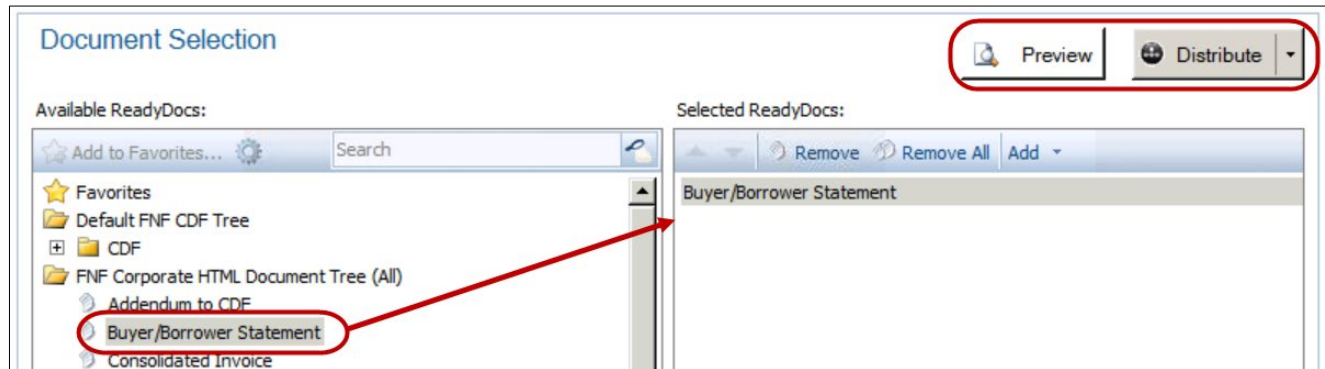 Document Selection
Preview
Distribute
Available ReadyDocs:
Selected ReadyDocs:
Add to Favorites...
Search
Remove
Remove All
Add
Favorites
Buyer/Borrower Statement
Default FNF CDF Tree
CDF
FNF Corporate HTML Document Tree (All)
Addendum to CDF
Buyer/Borrower Statement
Consolidated Invoice